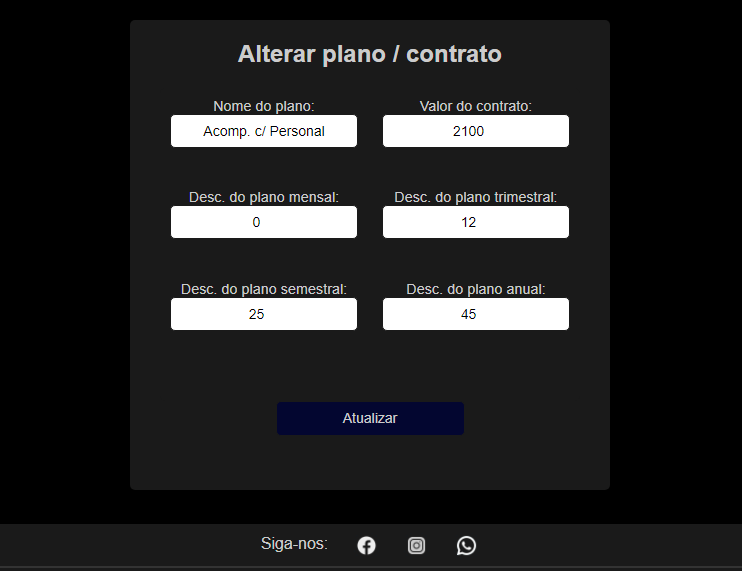 Alterar plano / contrato
Nome do plano: Valor do contrato:
Acomp. c/ Personal 2100
Desc. do plano mensal: Desc. do plano trimestral:
0 12
Desc. do plano semestral: Desc. do plano anual:
25 45
Atualizar
Siga-nos: